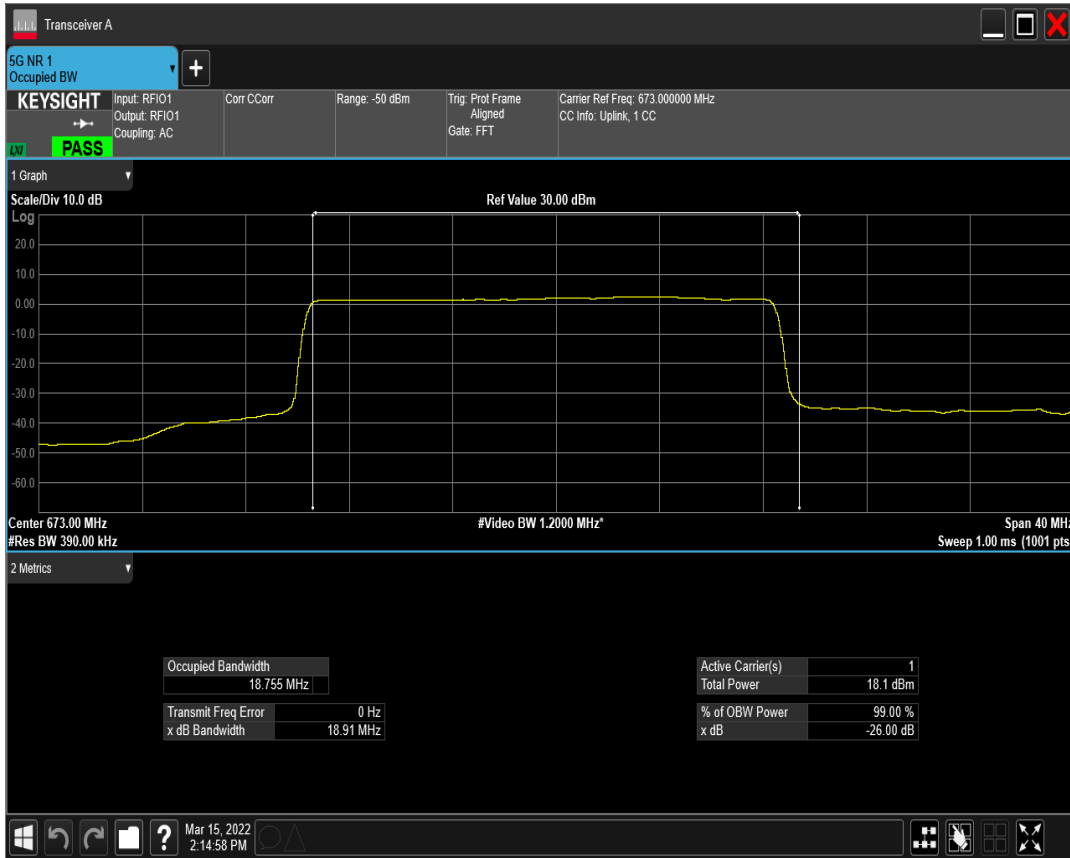 Transceiver A
5G NR 1
Occupied BW
KEYSIGHT
LXI
PASS
Input: RFIO1
Output: RFIO1
Coupling: AC
Corr CCorr
Range: -50 dBm
Trig: Prot Frame
Aligned
Gate: FFT
Carrier Ref Freq: 673.000000 MHz
CC Info: Uplink, 1 CC
1 Graph
Scale/Div 10.0 dB
Ref Value 30.00 dBm
Log
20.0
10.0
0.00
-10.0
-20.0
-30.0
-40.0
-50.0
-60.0
Center 673.00 MHz
#Video BW 1.2000 MHz*
Span 40 MHz
#Res BW 390.00 kHz
Sweep 1.00 ms (1001 pts
2 Metrics
Occupied Bandwidth
18.755 MHz
Transmit Freq Error 0 Hz
x dB Bandwidth 18.91 MHz
Active Carrier(s) 1
Total Power 18.1 dBm
% of OBW Power 99.00 %
x dB -26.00 dB
?
Mar 15, 2022
2:14:58 PM